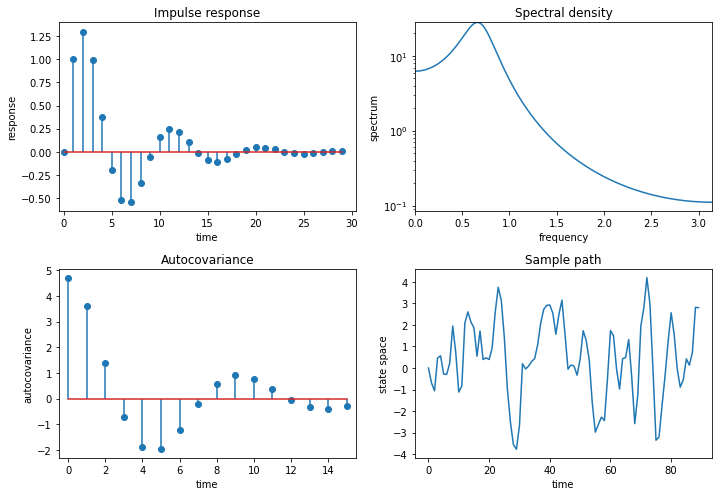 Impulse response
1.25
1.00
0.75
0.50
0.25
0.00
−0.25
−0.50
response
0 5 10 15 20 25 30
time
Spectral density
10¹
10⁰
10⁻¹
spectrum
0.0 0.5 1.0 1.5 2.0 2.5 3.0
frequency
Autocovariance
5
4
3
2
1
0
−1
−2
autocovariance
0 2 4 6 8 10 12 14
time
Sample path
4
3
2
1
0
−1
−2
−3
−4
state space
0 20 40 60 80
time